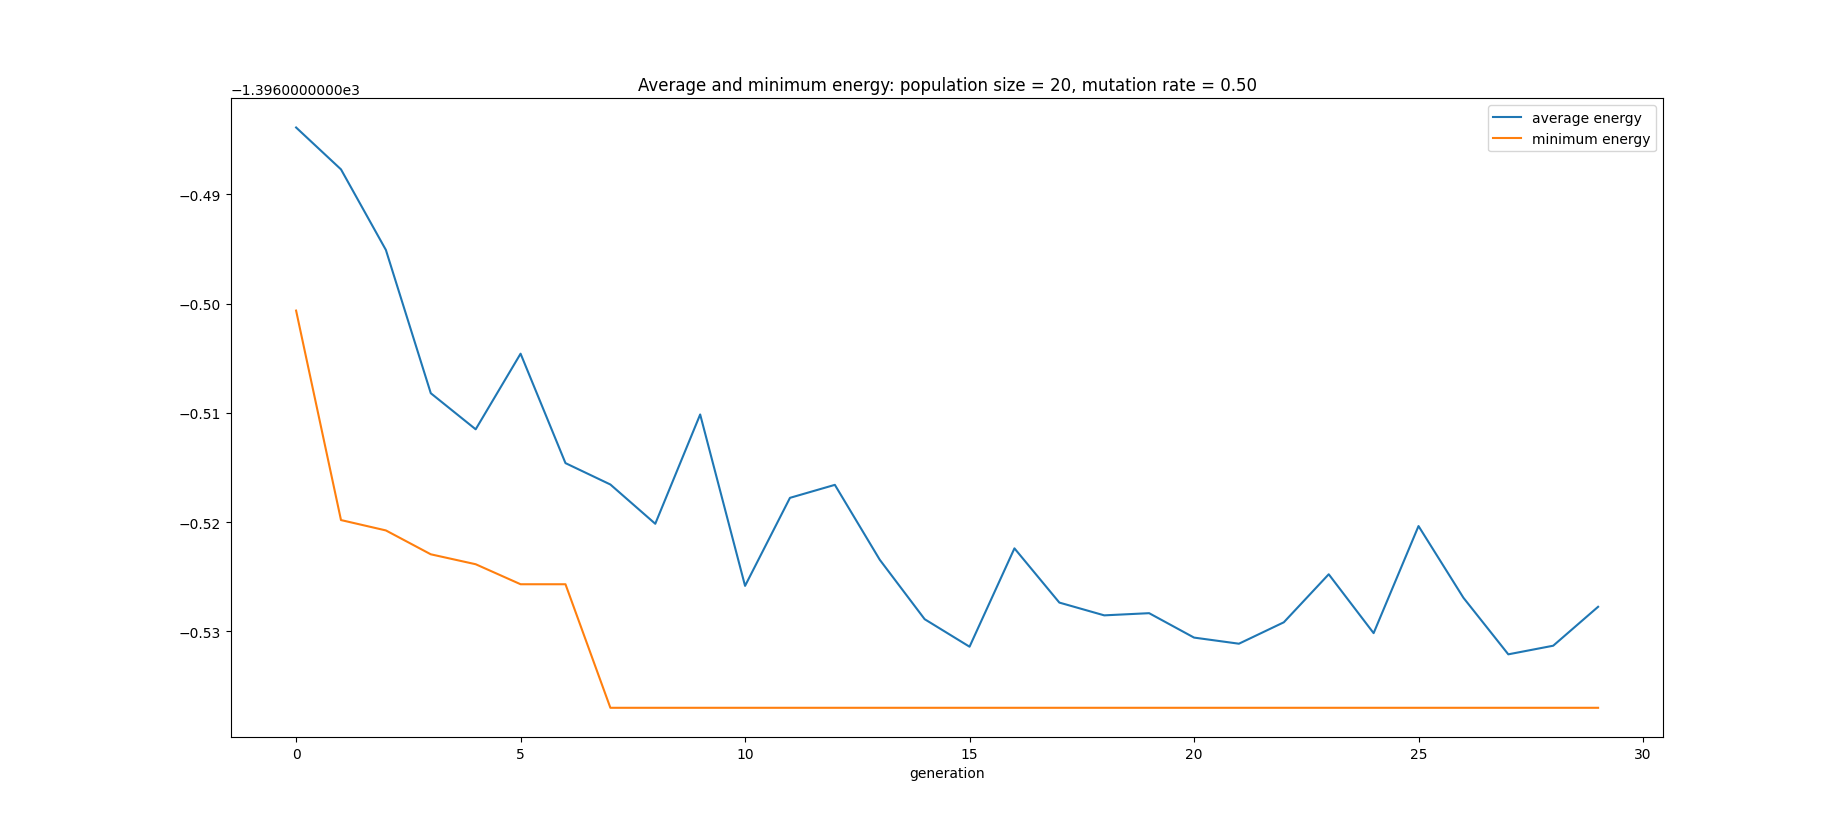 Average and minimum energy: population size = 20, mutation rate = 0.50
−1.3960000000e3
average energy
minimum energy
−0.49
−0.50
−0.51
−0.52
−0.53
0
5
10
15
20
25
30
generation